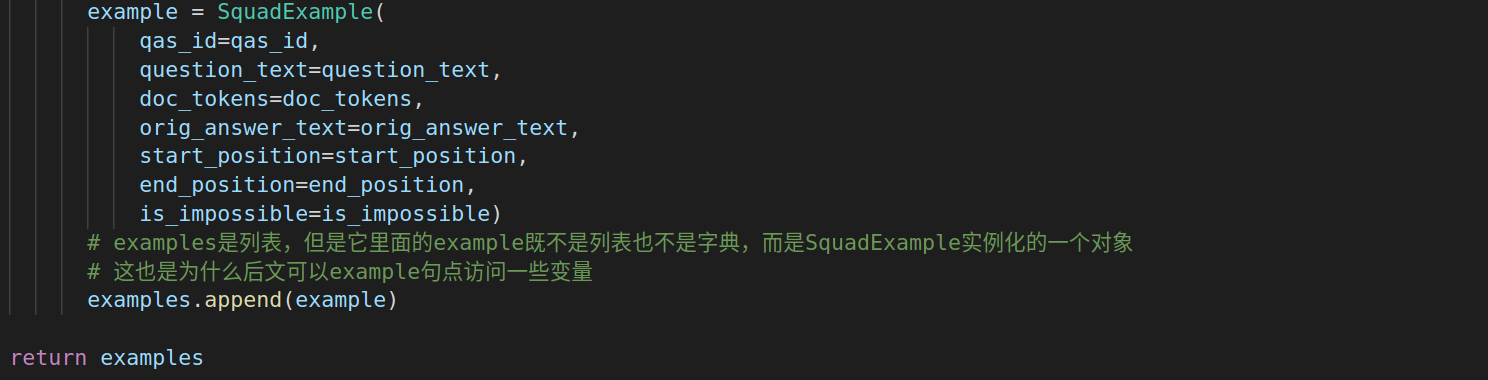 example = SquadExample(
qas_id=qas_id,
question_text=question_text,
doc_tokens=doc_tokens,
orig_answer_text=orig_answer_text,
start_position=start_position,
end_position=end_position,
is_impossible=is_impossible)
# examples是列表，但是它里面的example既不是列表也不是字典，而是SquadExample实例化的一个对象
# 这也是为什么后文可以example句点访问一些变量
examples.append(example)
return examples